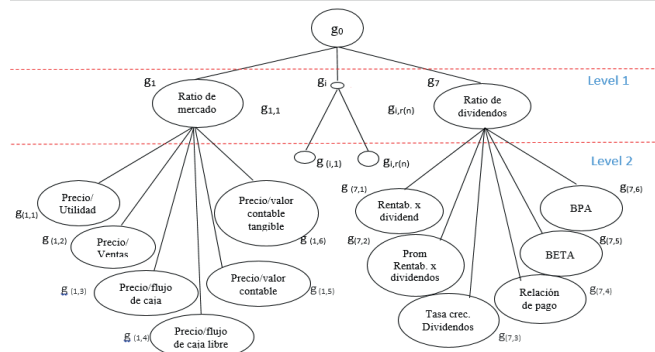 g0
g1
gi
g7
Level 1
Ratio de
mercado
g1,1
gi,r(n)
Ratio de
dividendos
g (i,1)
gi,r(n)
Level 2
Precio/
Utilidad
g(1,1)
Precio/
Ventas
g (1,2)
Precio/flujo
de caja
g (1,3)
Precio/flujo
de caja libre
g (1,4)
Precio/valor
contable
g (1,5)
Precio/valor
contable
tangible
g (1,6)
g (7,1)
Rentab. x
dividend
g(7,2)
Prom
Rentab. x
dividendos
Tasa crec.
Dividendos
g(7,3)
Relación
de pago
g(7,4)
BETA
g(7,5)
BPA
g(7,6)